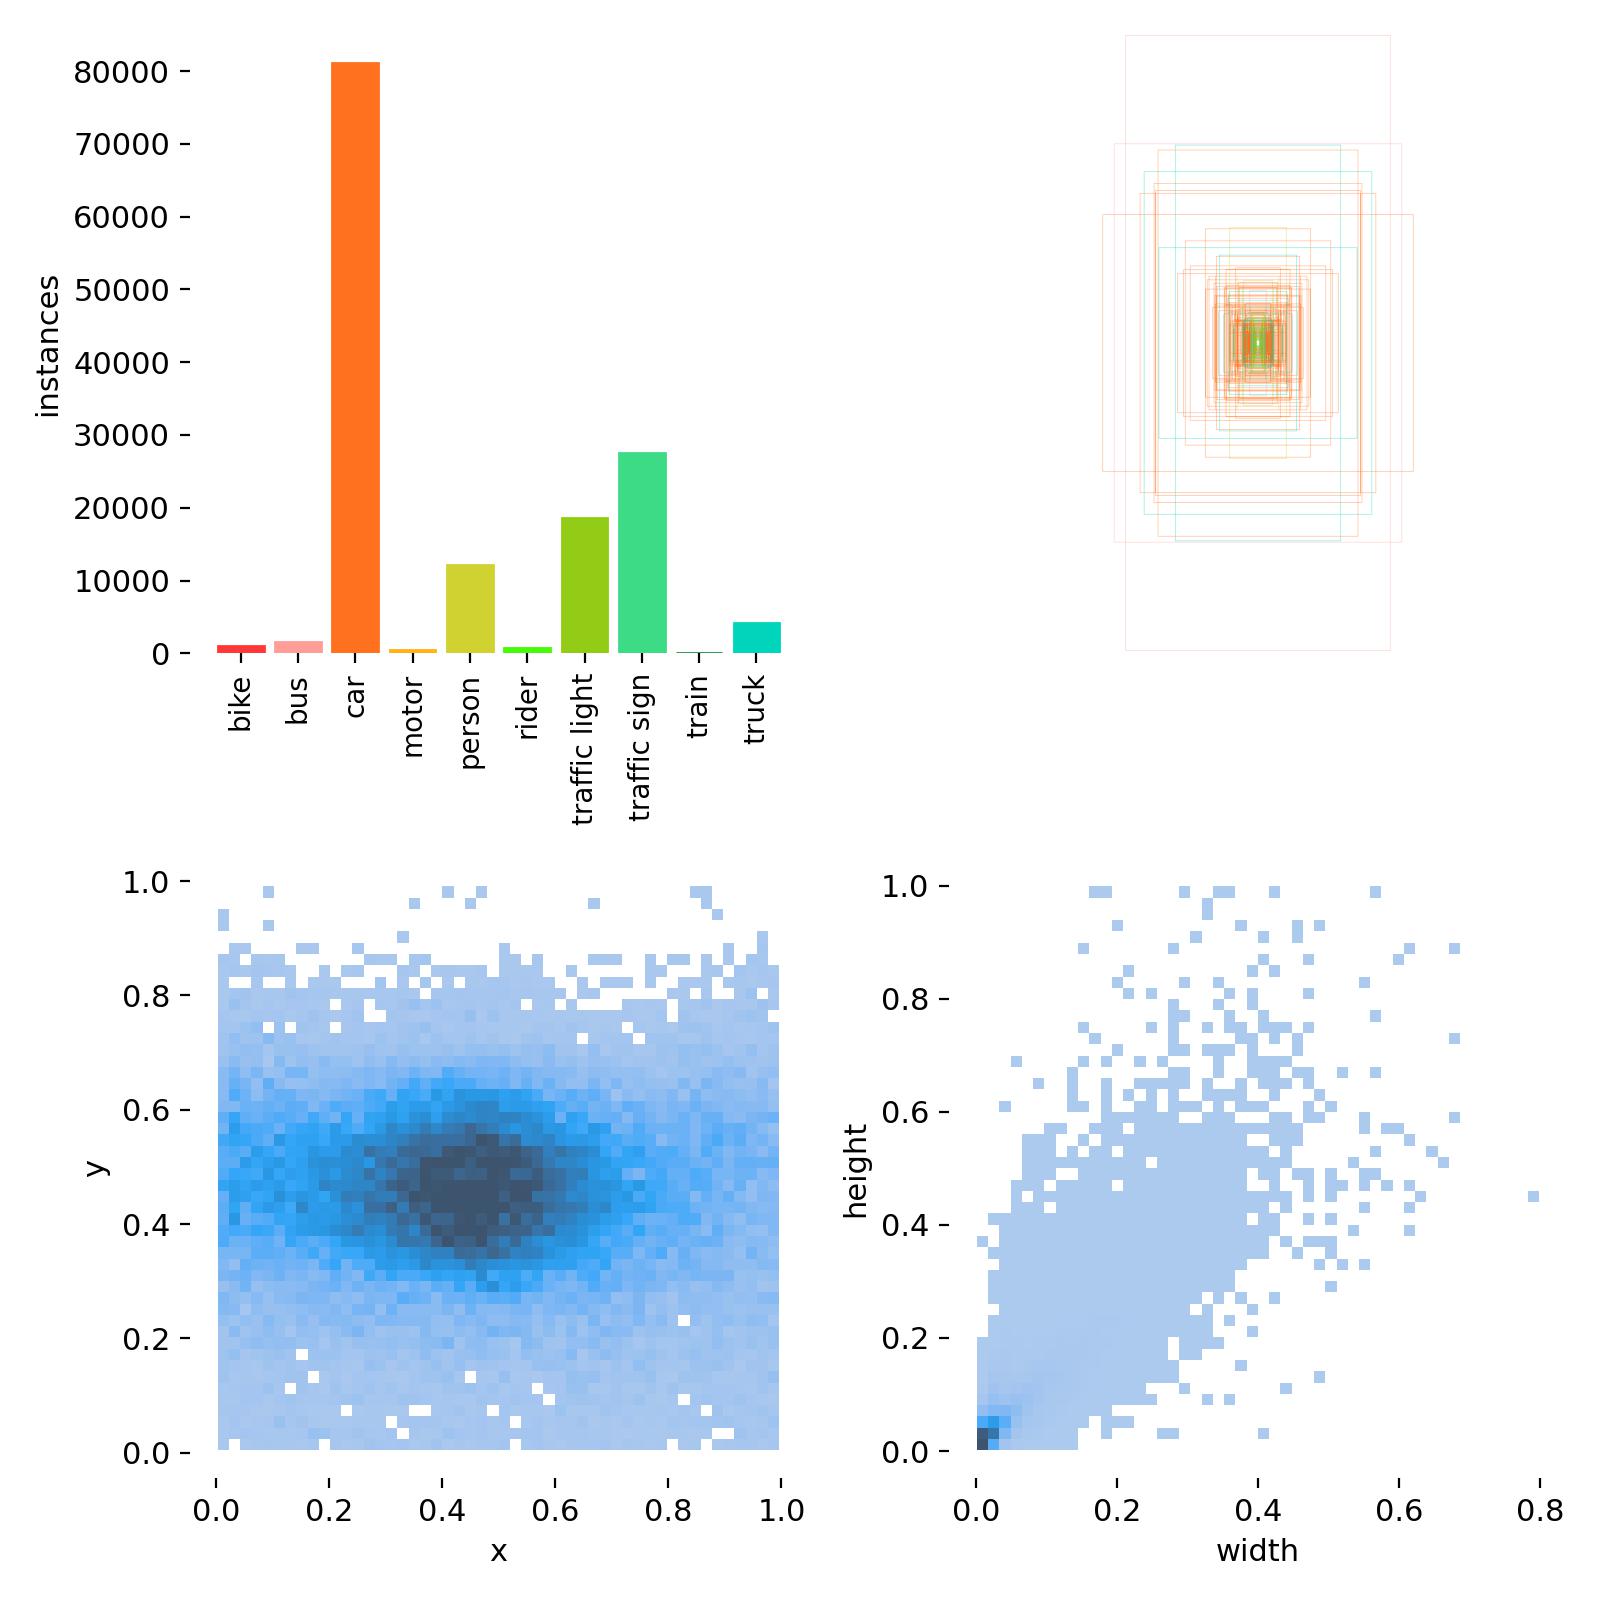 instances
80000
70000
60000
50000
40000
30000
20000
10000
0
bike
bus
car
motor
person
rider
traffic light
traffic sign
train
truck
y
1.0
0.8
0.6
0.4
0.2
0.0
0.0 0.2 0.4 0.6 0.8 1.0
x
height
1.0
0.8
0.6
0.4
0.2
0.0
0.0 0.2 0.4 0.6 0.8
width